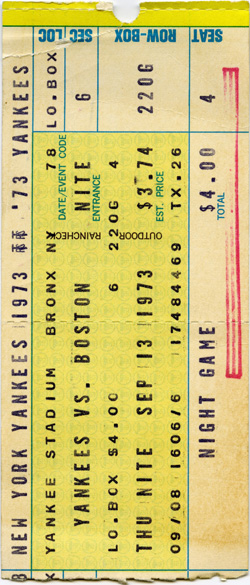 LOC
SEC
ROW-BOX
SEAT
B NEW YORK YANKEES 1973 '73 YANKEES
X YANKEE STADIUM BRONX NY 78 LO.BOX
DATE/EVENT CODE
YANKEES VS. BOSTON NITE 6
ENTRANCE
LO.BOX $4.00 6 220G 4
OUTDOOR RAINCHECK
THU NITE SEP 13 1973 $3.74 220G
EST. PRICE
09/08 1606/6 17484469 TX.26
NIGHT GAME $4.00 4
TOTAL